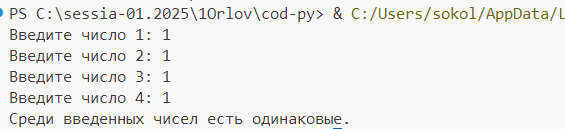 PS C:\sessia-01.2025\1Orlov\cod-py> & C:/Users/sokol/AppData/L
Введите число 1: 1
Введите число 2: 1
Введите число 3: 1
Введите число 4: 1
Среди введенных чисел есть одинаковые.